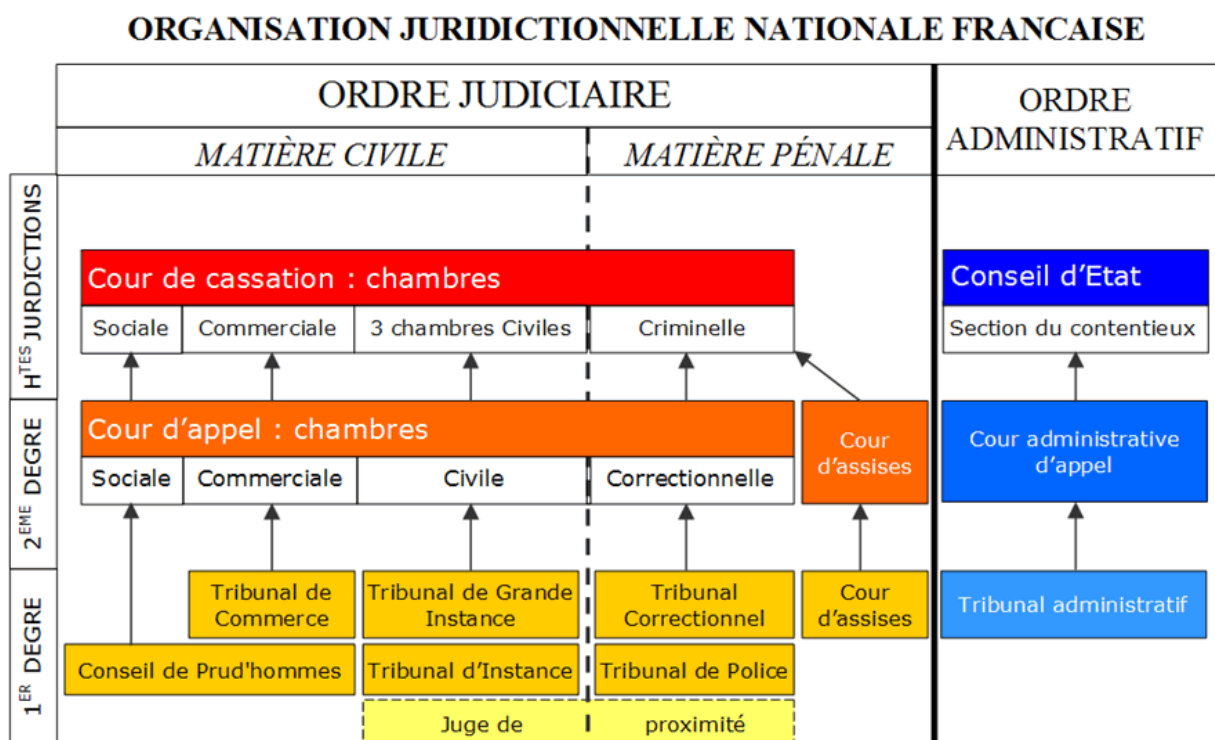 ORGANISATION JURIDICTIONNELLE NATIONALE FRANCAISE
ORDRE JUDICIAIRE
ORDRE
ADMINISTRATIF
MATIÈRE CIVILE
MATIÈRE PÉNALE
HTES JURDICTIONS
Cour de cassation : chambres
Conseil d’Etat
Sociale
Commerciale
3 chambres Civiles
Criminelle
Section du contentieux
2EME DEGRE
Cour d’appel : chambres
Cour
d’assises
Cour administrative
d’appel
Sociale
Commerciale
Civile
Correctionnelle
1ER DEGRE
Tribunal de
Commerce
Tribunal de Grande
Instance
Tribunal
Correctionnel
Cour
d’assises
Tribunal administratif
Conseil de Prud'hommes
Tribunal d’Instance
Tribunal de Police
Juge de proximité